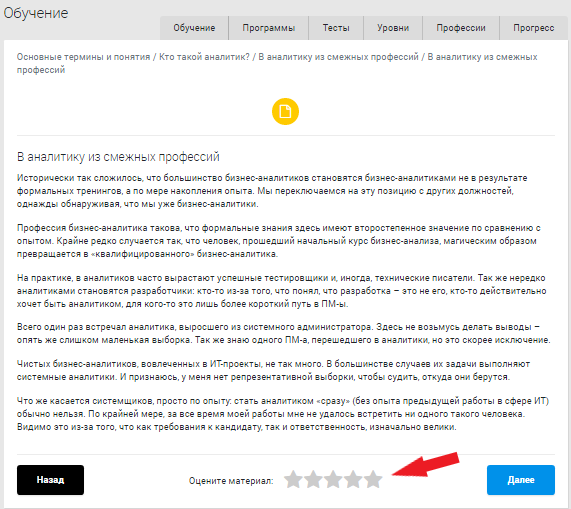 Обучение
Обучение Программы Тесты Уровни Профессии Прогресс
Основные термины и понятия / Кто такой аналитик? / В аналитику из смежных профессий / В аналитику из смежных
профессий
В аналитику из смежных профессий
Исторически так сложилось, что большинство бизнес-аналитиков становятся бизнес-аналитиками не в результате
формальных тренингов, а по мере накопления опыта. Мы переключаемся на эту позицию с других должностей,
однажды обнаруживая, что мы уже бизнес-аналитики.
Профессия бизнес-аналитика такова, что формальные знания здесь имеют второстепенное значение по сравнению с
опытом. Крайне редко случается так, что человек, прошедший начальный курс бизнес-анализа, магическим образом
превращается в «квалифицированного» бизнес-аналитика.
На практике, в аналитиков часто вырастают успешные тестировщики и, иногда, технические писатели. Так же нередко
аналитиками становятся разработчики: кто-то из-за того, что понял, что разработка – это не его, кто-то действительно
хочет быть аналитиком, для кого-то это лишь более короткий путь в ПМ-ы.
Всего один раз встречал аналитика, выросшего из системного администратора. Здесь не возьмусь делать выводы –
опять же слишком маленькая выборка. Так же знаю одного ПМ-а, перешедшего в аналитики, но это скорее исключение.
Чистых бизнес-аналитиков, вовлеченных в ИТ-проекты, не так много. В большинстве случаев их задачи выполняют
системные аналитики. И признаюсь, у меня нет репрезентативной выборки, чтобы судить, откуда они берутся.
Что же касается системщиков, просто по опыту: стать аналитиком «сразу» (без опыта предыдущей работы в сфере ИТ)
обычно нельзя. По крайней мере, за все время моей работы мне не удалось встретить ни одного такого человека.
Видимо это из-за того, что как требования к кандидату, так и ответственность, изначально велики.
Назад Оцените материал: Далее